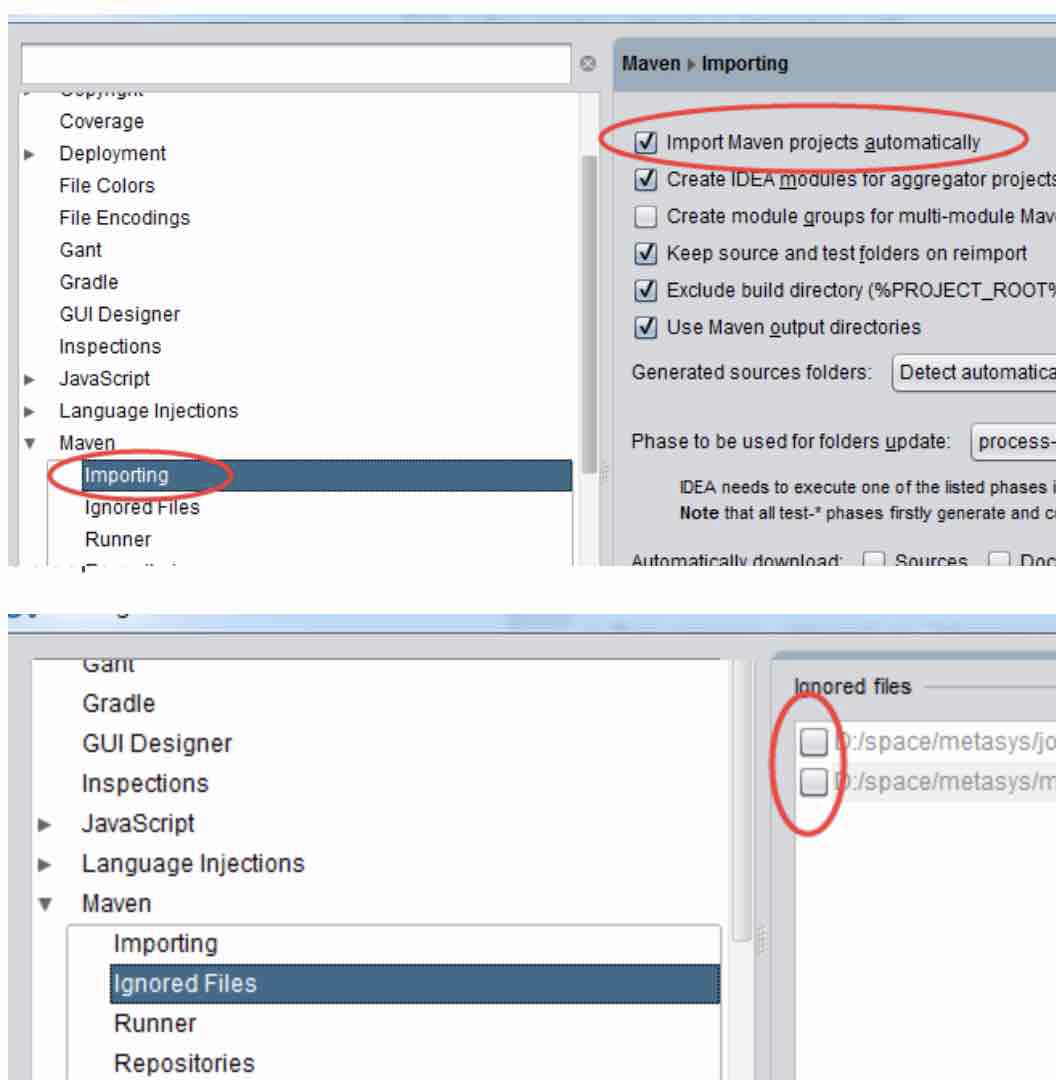 Maven ▸ Importing
Coverage
Deployment
File Colors
File Encodings
Gant
Gradle
GUI Designer
Inspections
JavaScript
Language Injections
Maven
Importing
Ignored Files
Runner
Import Maven projects automatically
Create IDEA modules for aggregator projects
Create module groups for multi-module Mav
Keep source and test folders on reimport
Exclude build directory (%PROJECT_ROOT%
Use Maven output directories
Generated sources folders: Detect automatica
Phase to be used for folders update: process-
IDEA needs to execute one of the listed phases i
Note that all test-* phases firstly generate and c
Automatically download: Sources Doc
Gant
Gradle
GUI Designer
Inspections
JavaScript
Language Injections
Maven
Importing
Ignored Files
Runner
Repositories
Ignored files
D:/space/metasys/jo
D:/space/metasys/m